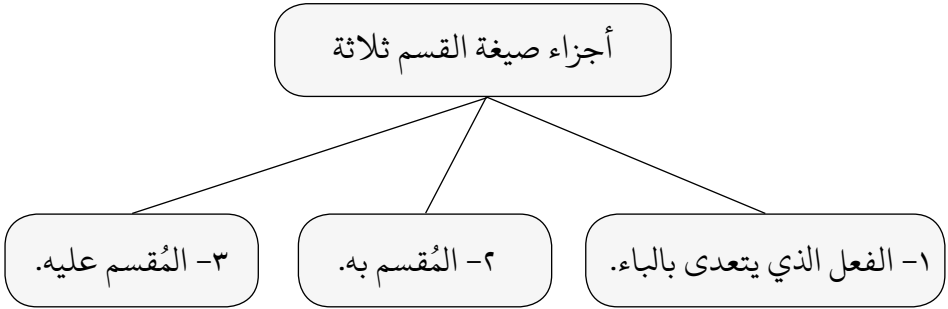 أجزاء صيغة القسم ثلاثة
١- الفعل الذي يتعدى بالباء.
٢- المُقسم به.
٣- المُقسم عليه.